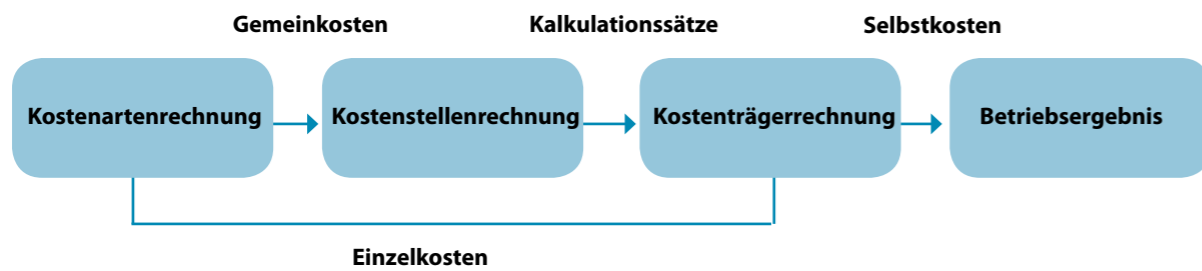 Gemeinkosten Kalkulationssätze Selbstkosten
Kostenartenrechnung Kostenstellenrechnung Kostenträgerrechnung Betriebsergebnis
Einzelkosten